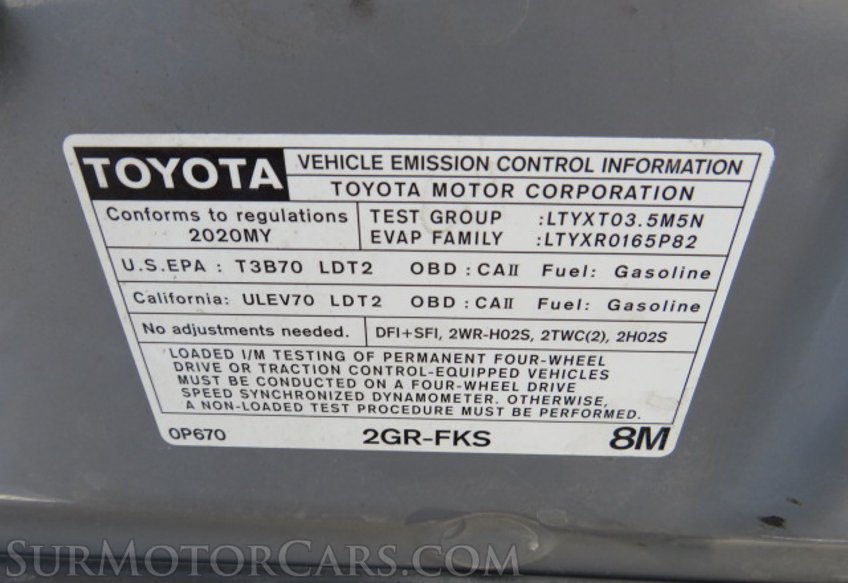 TOYOTA
VEHICLE EMISSION CONTROL INFORMATION
TOYOTA MOTOR CORPORATION
Conforms to regulations
2020MY
TEST GROUP :LTYXT03.5M5N
EVAP FAMILY :LTYXR0165P82
U.S.EPA : T3B70 LDT2 OBD : CAII Fuel: Gasoline
California: ULEV70 LDT2 OBD : CAII Fuel: Gasoline
No adjustments needed.
DFI+SFI, 2WR-HO2S, 2TWC(2), 2HO2S
LOADED I/M TESTING OF PERMANENT FOUR-WHEEL
DRIVE OR TRACTION CONTROL-EQUIPPED VEHICLES
MUST BE CONDUCTED ON A FOUR-WHEEL DRIVE
SPEED SYNCHRONIZED DYNAMOMETER. OTHERWISE,
A NON-LOADED TEST PROCEDURE MUST BE PERFORMED.
0P670 2GR-FKS 8M
SURMOTORCARS.COM